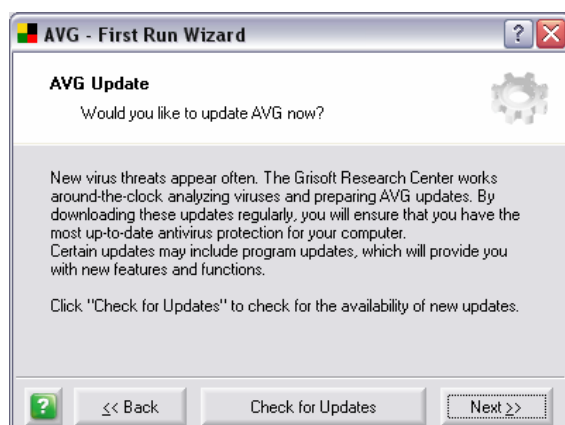 AVG - First Run Wizard
?
AVG Update
Would you like to update AVG now?
New virus threats appear often. The Grisoft Research Center works
around-the-clock analyzing viruses and preparing AVG updates. By
downloading these updates regularly, you will ensure that you have the
most up-to-date antivirus protection for your computer.
Certain updates may include program updates, which will provide you
with new features and functions.
Click "Check for Updates" to check for the availability of new updates.
?
<< Back
Check for Updates
Next >>